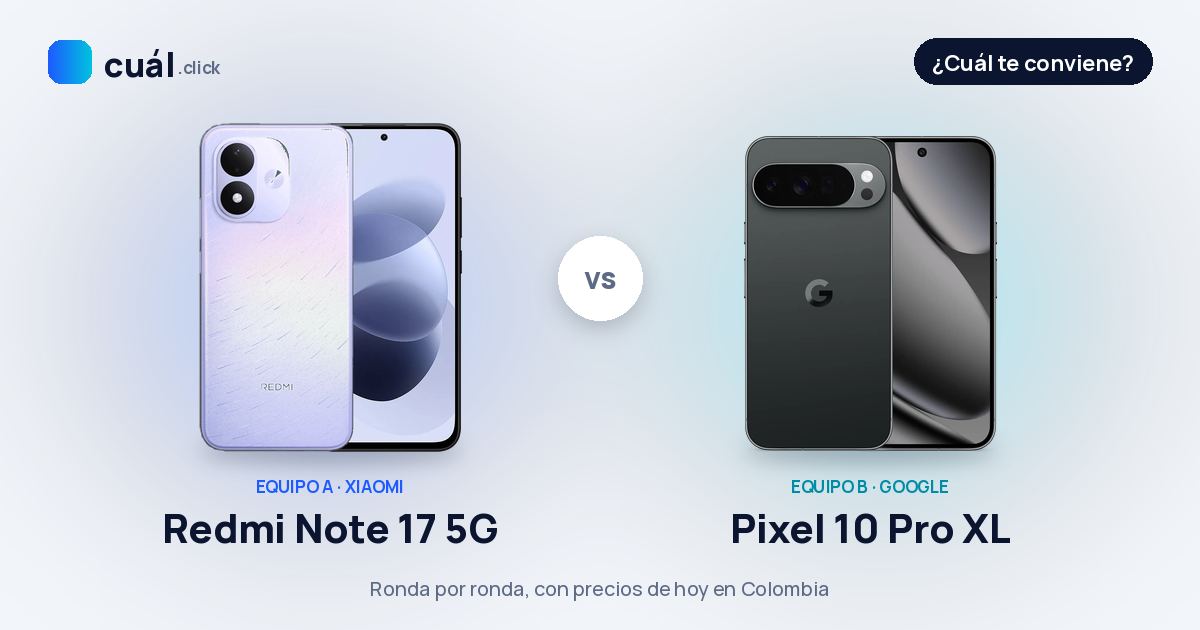 cuál.click
¿Cuál te conviene?
REDMI
G
vs
EQUIPO A · XIAOMI
EQUIPO B · GOOGLE
Redmi Note 17 5G
Pixel 10 Pro XL
Ronda por ronda, con precios de hoy en Colombia